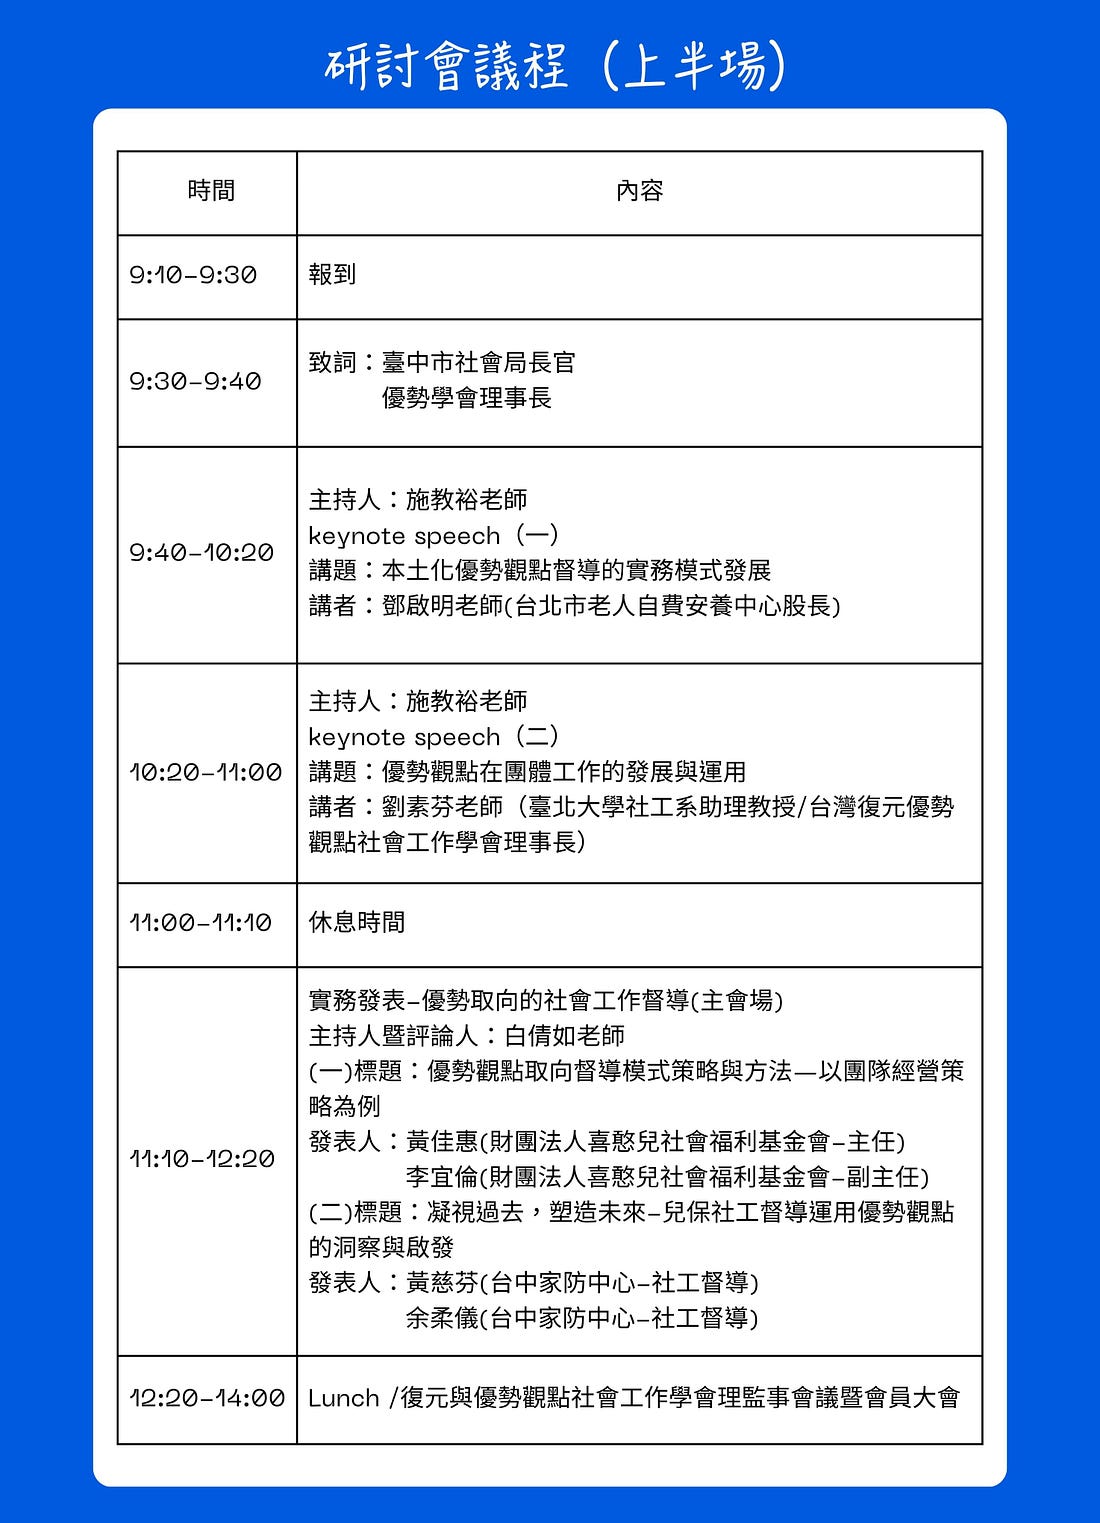 研討會議程（上半場）
時間
內容
9:10-9:30
報到
9:30-9:40
致詞：臺中市社會局長官
優勢學會理事長
9:40-10:20
主持人：施教裕老師
keynote speech（一）
講題：本土化優勢觀點督導的實務模式發展
講者：鄧啟明老師(台北市老人自費安養中心股長)
10:20-11:00
主持人：施教裕老師
keynote speech（二）
講題：優勢觀點在團體工作的發展與運用
講者：劉素芬老師（臺北大學社工系助理教授/台灣復元優勢
觀點社會工作學會理事長）
11:00-11:10
休息時間
11:10-12:20
實務發表-優勢取向的社會工作督導(主會場)
主持人暨評論人：白倩如老師
(一)標題：優勢觀點取向督導模式策略與方法—以團隊經營策
略為例
發表人：黃佳惠(財團法人喜憨兒社會福利基金會-主任)
李宜倫(財團法人喜憨兒社會福利基金會-副主任)
(二)標題：凝視過去，塑造未來-兒保社工督導運用優勢觀點
的洞察與啟發
發表人：黃慈芬(台中家防中心-社工督導)
余柔儀(台中家防中心-社工督導)
12:20-14:00
Lunch /復元與優勢觀點社會工作學會理監事會議暨會員大會